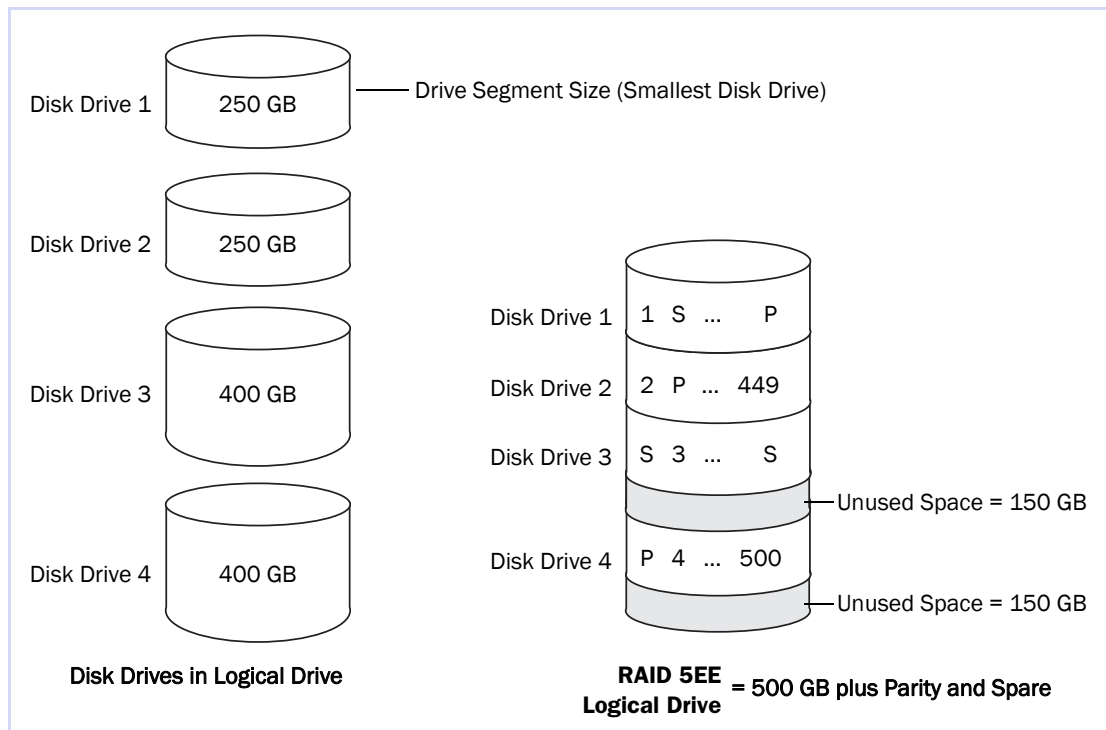 Disk Drive 1
250 GB
Drive Segment Size (Smallest Disk Drive)
Disk Drive 2
250 GB
Disk Drive 3
400 GB
Disk Drive 4
400 GB
Disk Drives in Logical Drive
Disk Drive 1
1 S ... P
Disk Drive 2
2 P ... 449
Disk Drive 3
S 3 ... S
Unused Space = 150 GB
Disk Drive 4
P 4 ... 500
Unused Space = 150 GB
RAID 5EE
Logical Drive
= 500 GB plus Parity and Spare